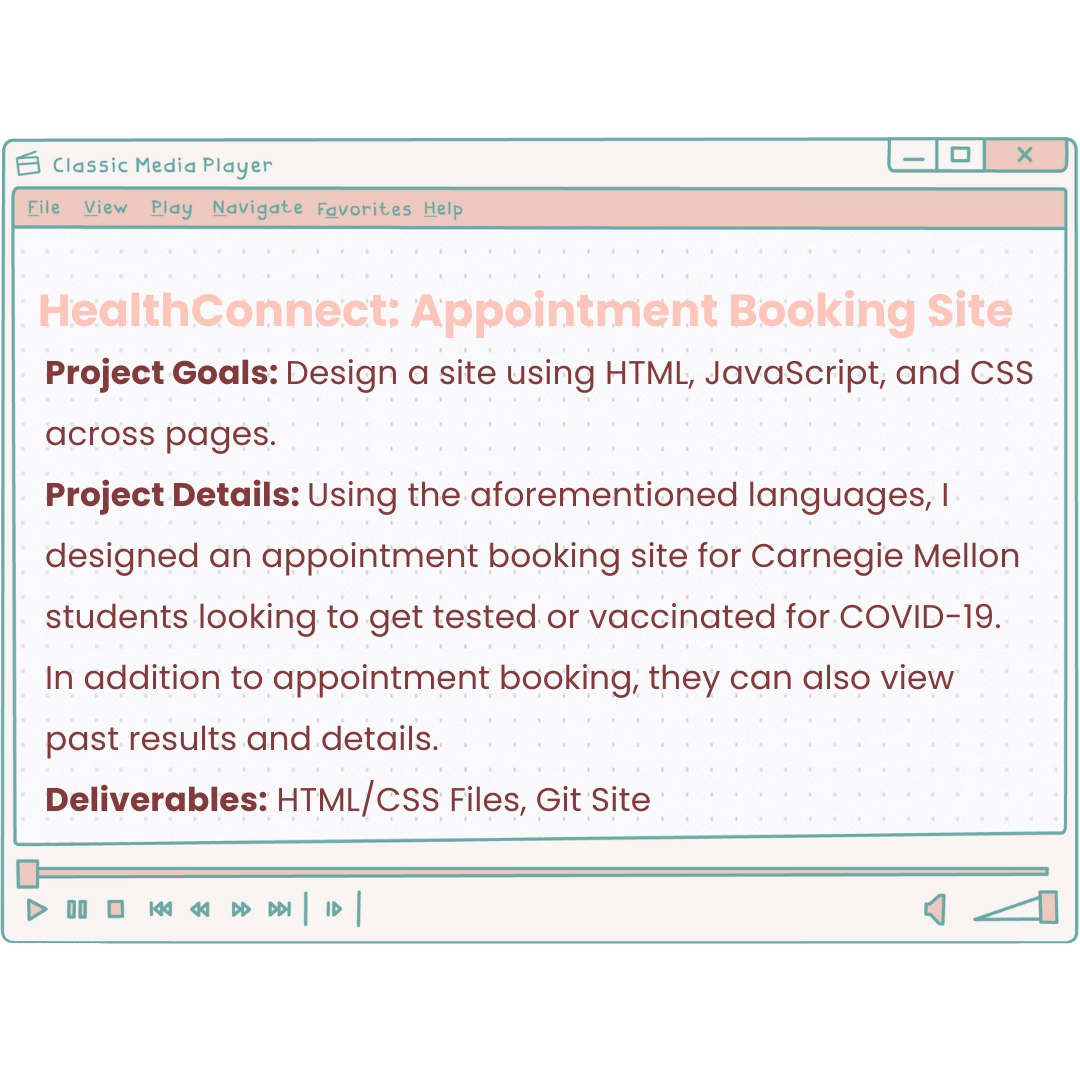 Classic Media Player
File View Play Navigate Favorites Help
HealthConnect: Appointment Booking Site
Project Goals: Design a site using HTML, JavaScript, and CSS
across pages.
Project Details: Using the aforementioned languages, I
designed an appointment booking site for Carnegie Mellon
students looking to get tested or vaccinated for COVID-19.
In addition to appointment booking, they can also view
past results and details.
Deliverables: HTML/CSS Files, Git Site